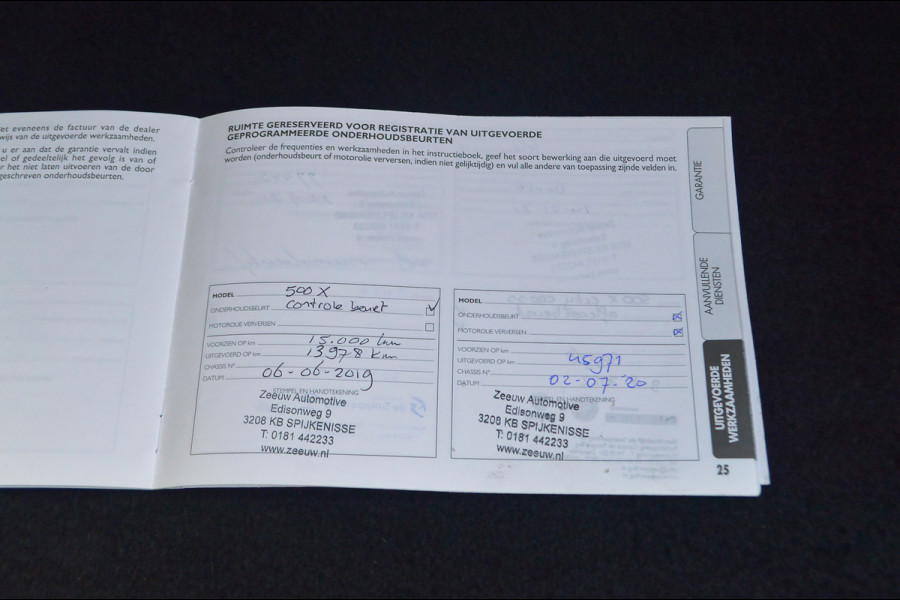 et eveneens de factuur van de dealer
wijs van de uitgevoerde werkzaamheden.
u er aan dat de garantie vervalt indien
el of gedeeltelijk het gevolg is van of
r het niet laten uitvoeren van de door
geschreven onderhoudsbeurten.
RUIMTE GERESERVEERD VOOR REGISTRATIE VAN UITGEVOERDE
GEPROGRAMMEERDE ONDERHOUDSBEURTEN
Controleer de frequenties en werkzaamheden in het instructieboek, geef het soort bewerking aan die uitgevoerd moet
worden (onderhoudsbeurt of motorolie verversen, indien niet gelijktijdig) en vul alle andere van toepassing zijnde velden in.
MODEL 500 X
ONDERHOUDSBEURT controle beurt
MOTOROLIE VERVERSEN
VOORZIEN OP km 15.000 km
UITGEVOERD OP km 13978 km
CHASSIS N°
DATUM 06-06-2019
STEMPEL EN HANDTEKENING
Zeeuw Automotive
Edisonweg 9
3208 KB SPIJKENISSE
T: 0181 442233
www.zeeuw.nl
MODEL
ONDERHOUDSBEURT
MOTOROLIE VERVERSEN
VOORZIEN OP km
UITGEVOERD OP km 45971
CHASSIS N°
DATUM 02-07-20
STEMPEL EN HANDTEKENING
Zeeuw Automotive
Edisonweg 9
3208 KB SPIJKENISSE
T: 0181 442233
www.zeeuw.nl
GARANTIE
AANVULLENDE
DIENSTEN
UITGEVOERDE
WERKZAAMHEDEN
25